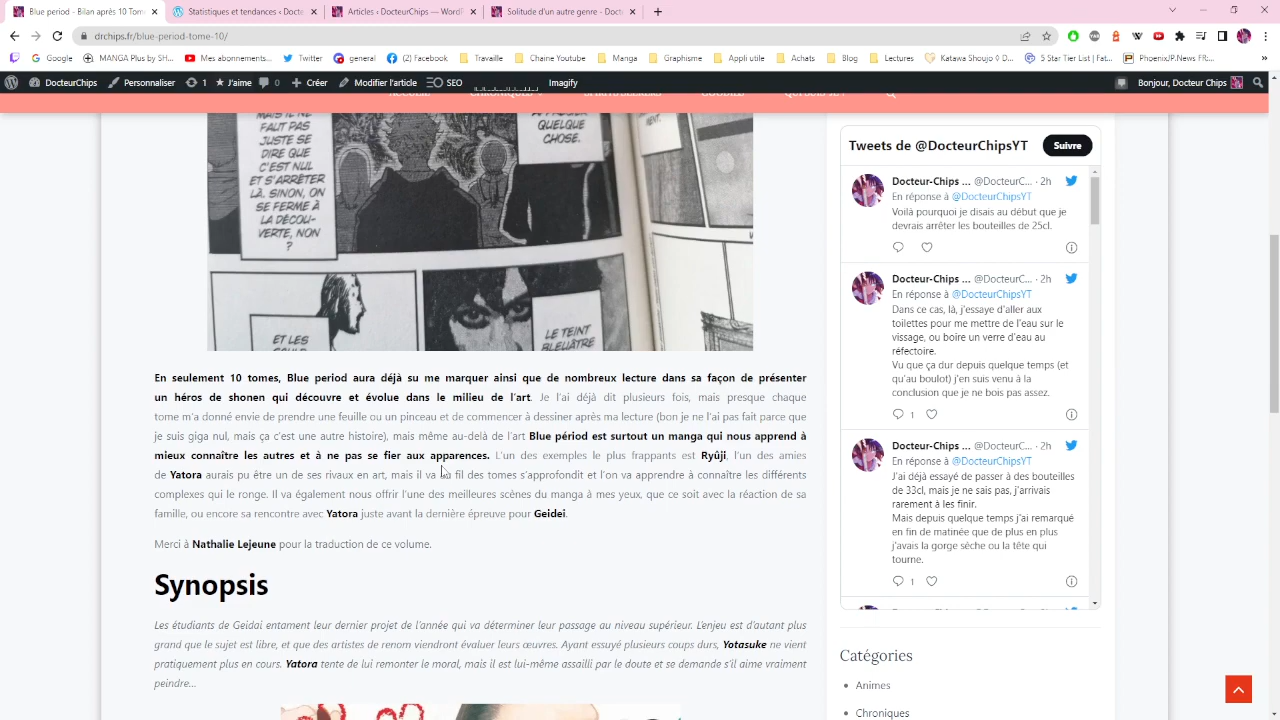 Blue period - Bilan après 10 Tome
Statistiques et tendances ‹ Docte
Articles ‹ DocteurChips — WordP
Solitude d'un autre genre - Docteu
drchips.fr/blue-period-tome-10/
Google
MANGA Plus by SH...
Mes abonnements...
Twitter
general
(2) Facebook
Travaille
Chaine Youtube
Manga
Graphisme
Appli utile
Achats
Blog
Lectures
Katawa Shoujo ◊ D...
5 Star Tier List | Fat...
PhoenixJP.News FR...
DocteurChips
Personnaliser
1
J'aime
0
Créer
Modifier l'article
SEO
Imagify
Bonjour, Docteur Chips
ACCUEIL
CHRONIQUES
GOODIES
QUI SUIS-JE ?
MAIS IL NE
FAUT PAS
JUSTE SE
DIRE QUE
C'EST NUL
ET S'ARRÊTER
LÀ. SINON, ON
SE FERME À
LA DÉCOU-
VERTE, NON
?
QUELQUE
CHOSE.
ET LES
LE TEINT
BLEUÂTRE
En seulement 10 tomes, Blue period aura déjà su me marquer ainsi que de nombreux lecture dans sa façon de présenter
un héros de shonen qui découvre et évolue dans le milieu de l'art. Je l'ai déjà dit plusieurs fois, mais presque chaque
tome m'a donné envie de prendre une feuille ou un pinceau et de commencer à dessiner après ma lecture (bon je ne l'ai pas fait parce que
je suis giga nul, mais ça c'est une autre histoire), mais même au-delà de l'art Blue périod est surtout un manga qui nous apprend à
mieux connaître les autres et à ne pas se fier aux apparences. L'un des exemples le plus frappants est Ryûji, l'un des amies
de Yatora aurais pu être un de ses rivaux en art, mais il va au fil des tomes s'approfondit et l'on va apprendre à connaître les différents
complexes qui le ronge. Il va également nous offrir l'une des meilleures scènes du manga à mes yeux, que ce soit avec la réaction de sa
famille, ou encore sa rencontre avec Yatora juste avant la dernière épreuve pour Geidei.
Merci à Nathalie Lejeune pour la traduction de ce volume.
Synopsis
Les étudiants de Geidai entament leur dernier projet de l'année qui va déterminer leur passage au niveau supérieur. L'enjeu est d'autant plus
grand que le sujet est libre, et que des artistes de renom viendront évaluer leurs œuvres. Ayant essuyé plusieurs coups durs, Yotasuke ne vient
pratiquement plus en cours. Yatora tente de lui remonter le moral, mais il est lui-même assailli par le doute et se demande s'il aime vraiment
peindre...
Tweets de @DocteurChipsYT
Suivre
Docteur-Chips ... @DocteurC... · 2h
En réponse à @DocteurChipsYT
Voilà pourquoi je disais au début que je
devrais arrêter les bouteilles de 25cl.
Docteur-Chips ... @DocteurC... · 2h
En réponse à @DocteurChipsYT
Dans ce cas, là, j'essaye d'aller aux
toilettes pour me mettre de l'eau sur le
vissage, ou boire un verre d'eau au
réfectoire.
Vu que ça dur depuis quelque temps (et
qu'au boulot) j'en suis venu à la
conclusion que je ne bois pas assez.
1
Docteur-Chips ... @DocteurC... · 2h
En réponse à @DocteurChipsYT
J'ai déjà essayé de passer à des bouteilles
de 33cl, mais je ne sais pas, j'arrivais
rarement à les finir.
Mais depuis quelque temps j'ai remarqué
en fin de matinée que de plus en plus
j'avais la gorge sèche ou la tête qui
tourne.
1
Catégories
Animes
Chroniques